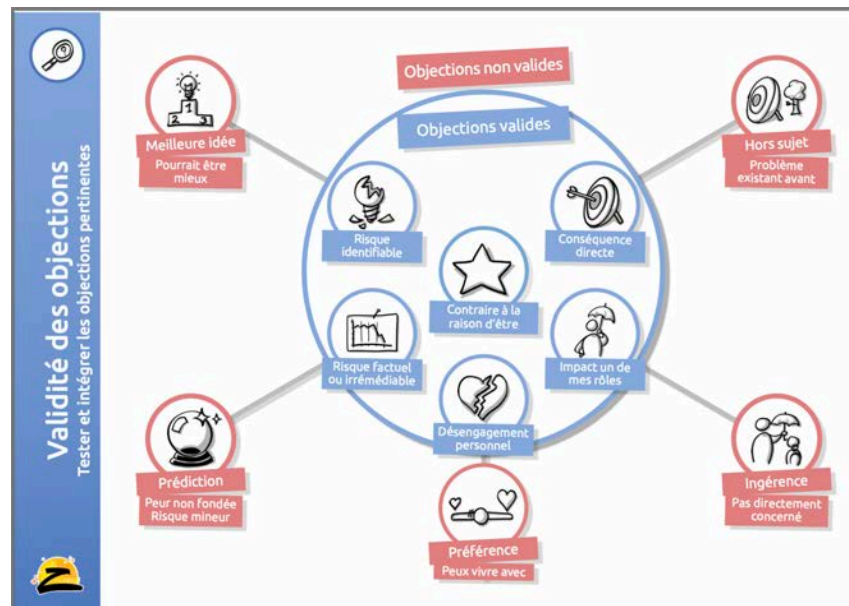 Validité des objections
Tester et intégrer les objections pertinentes
Objections non valides
Objections valides
1
2 3
Meilleure idée
Pourrait être
mieux
Hors sujet
Problème
existant avant
Risque
identifiable
Conséquence
directe
Contraire à la
raison d'être
Risque factuel
ou irrémédiable
Impact un de
mes rôles
Désengagement
personnel
Prédiction
Peur non fondée
Risque mineur
Ingérence
Pas directement
concerné
Préférence
Peux vivre avec
Z